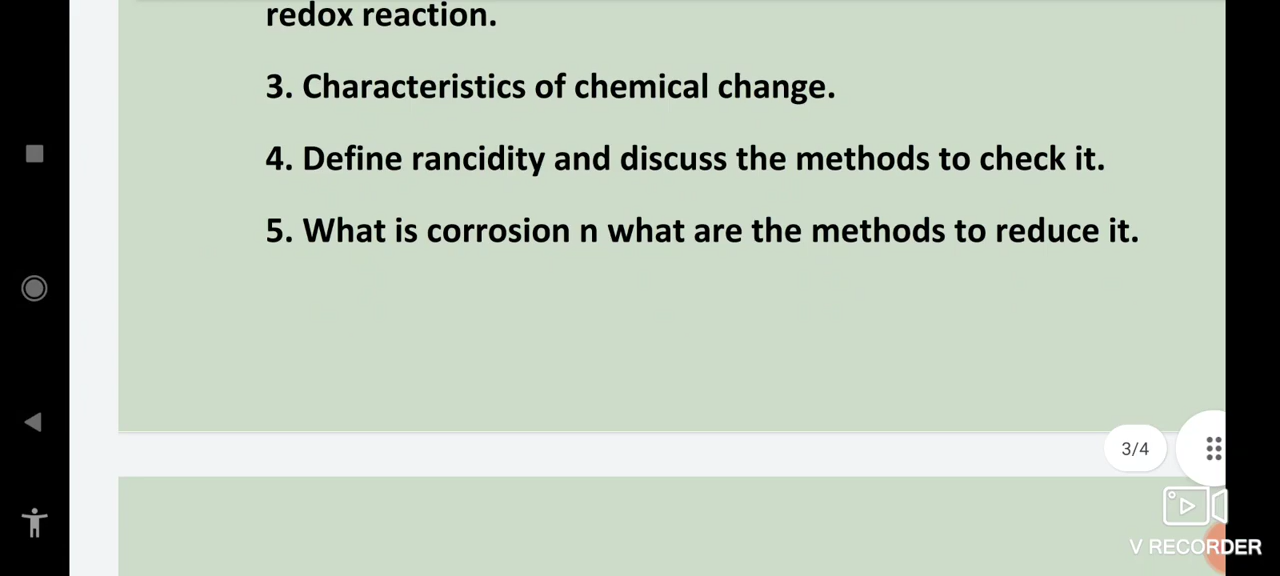 redox reaction.
3. Characteristics of chemical change.
4. Define rancidity and discuss the methods to check it.
5. What is corrosion n what are the methods to reduce it.
3/4
V RECORDER